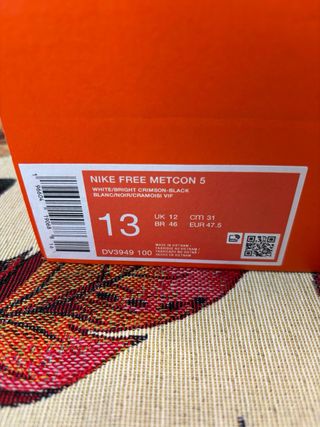 NIKE FREE METCON 5
WHITE/BRIGHT CRIMSON-BLACK
BLANC/NOIR/CRAMOISI VIF
13
UK 12 CM 31
BR 46 EUR 47.5
DV3949 100
MADE IN VIETNAM